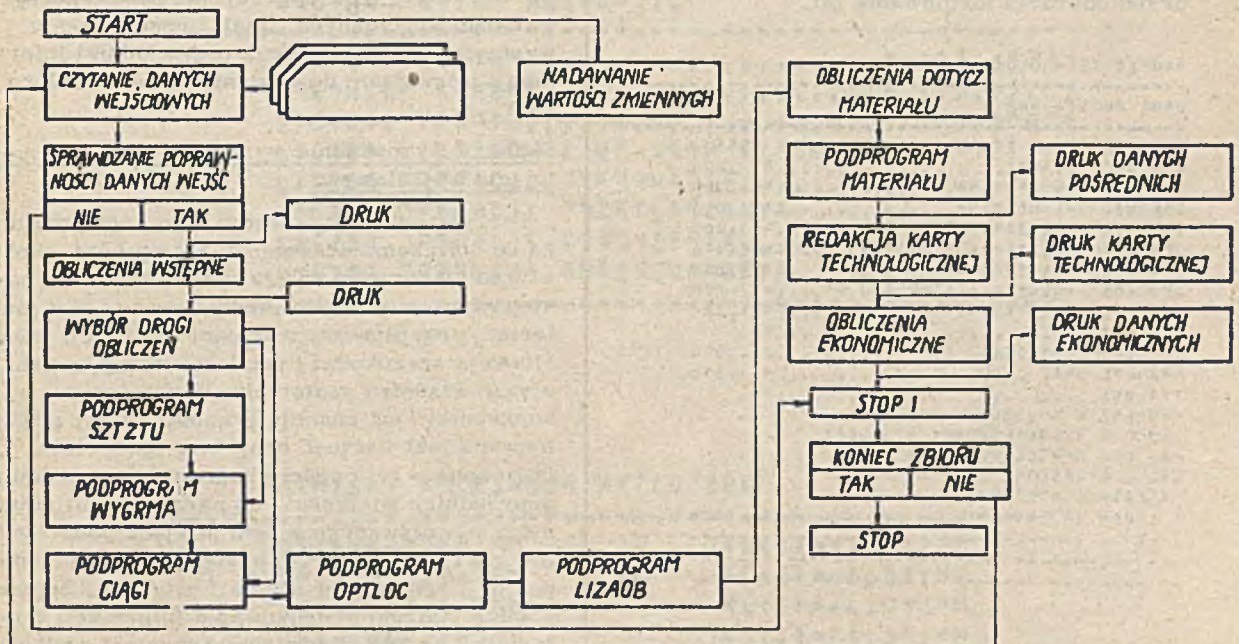 START
CZYTANIE DANYCH
WEJŚCIOWYCH
NADAWANIE
WARTOŚCI ZMIENNYCH
SPRAWDZANIE POPRAW-
NOŚCI DANYCH WEJŚĆ
NIE TAK
DRUK
OBLICZENIA WSTĘPNE
DRUK
WYBÓR DROGI
OBLICZEŃ
PODPROGRAM
SZTZTU
PODPROGRAM
WYGRMA
PODPROGRAM
CIĄGI
PODPROGRAM
OPTLOC
PODPROGRAM
LIZAOB
OBLICZENIA DOTYCZ.
MATERIAŁU
PODPROGRAM
MATERIAŁU
DRUK DANYCH
POŚREDNICH
REDAKCJA KARTY
TECHNOLOGICZNEJ
DRUK KARTY
TECHNOLOGICZNEJ
OBLICZENIA
EKONOMICZNE
DRUK DANYCH
EKONOMICZNYCH
STOP 1
KONIEC ZBIORU
TAK NIE
STOP